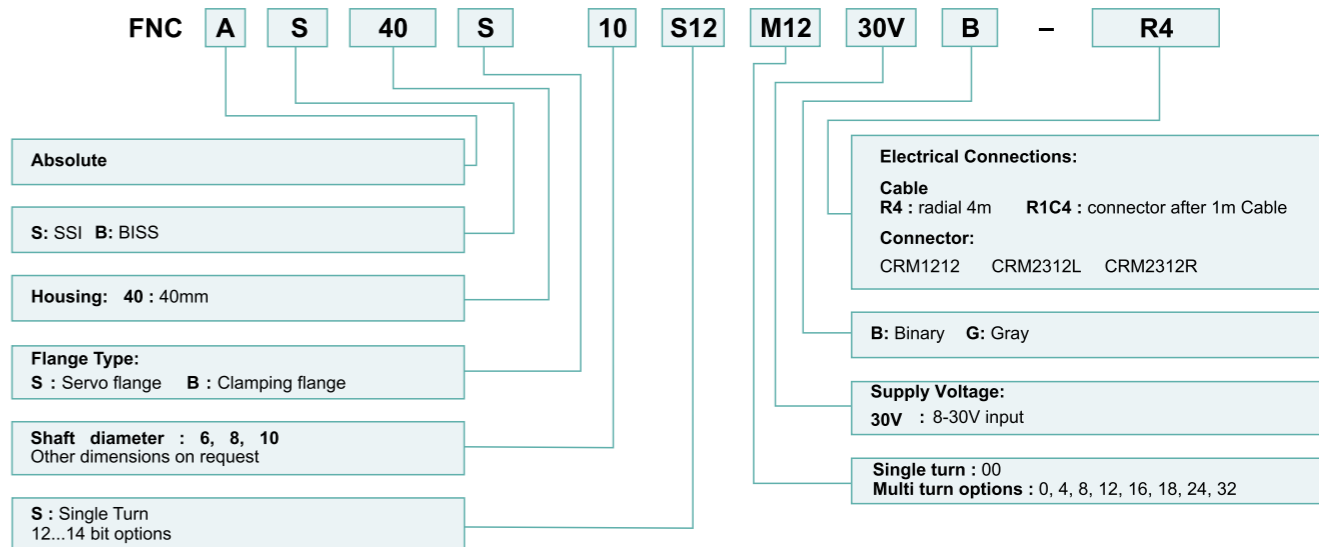 FNC A S 40 S 10 S12 M12 30V B – R4
Absolute
S: SSI B: BISS
Housing: 40 : 40mm
Flange Type:
S : Servo flange B : Clamping flange
Shaft diameter : 6, 8, 10
Other dimensions on request
S : Single Turn
12...14 bit options
Electrical Connections:
Cable
R4 : radial 4m R1C4 : connector after 1m Cable
Connector:
CRM1212 CRM2312L CRM2312R
B: Binary G: Gray
Supply Voltage:
30V : 8-30V input
Single turn : 00
Multi turn options : 0, 4, 8, 12, 16, 18, 24, 32